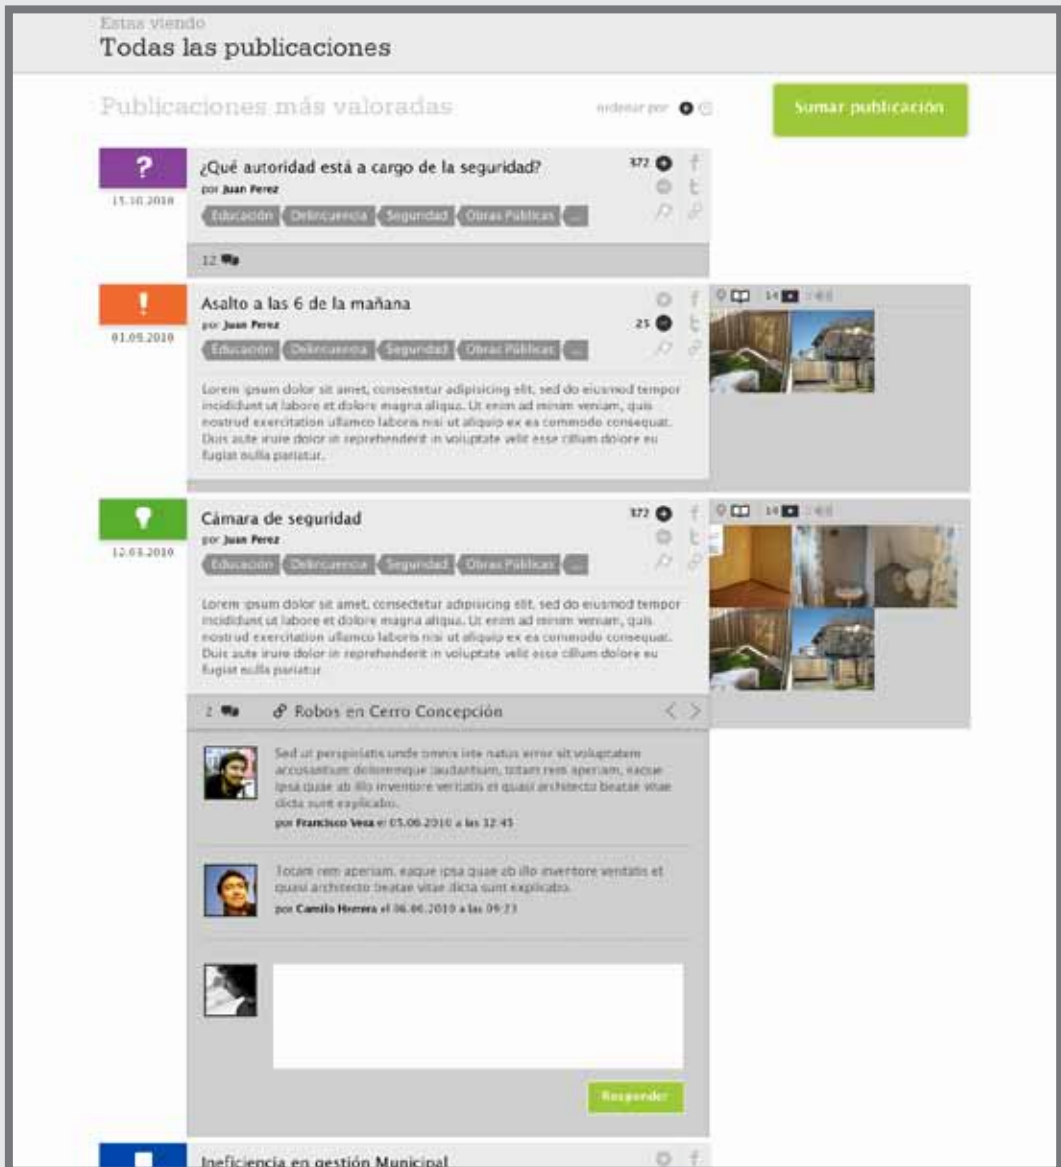 Estas viendo
Todas las publicaciones
Publicaciones más valoradas
ordenar por
Sumar publicación
?
15.10.2010
¿Qué autoridad está a cargo de la seguridad?
por Juan Perez
Educación Delincuencia Seguridad Obras Públicas ...
372
12
!
01.09.2010
Asalto a las 6 de la mañana
por Juan Perez
Educación Delincuencia Seguridad Obras Públicas ...
25
14
Lorem ipsum dolor sit amet, consectetur adipisicing elit, sed do eiusmod tempor
incididunt ut labore et dolore magna aliqua. Ut enim ad minim veniam, quis
nostrud exercitation ullamco laboris nisi ut aliquip ex ea commodo consequat.
Duis aute irure dolor in reprehenderit in voluptate velit esse cillum dolore eu
fugiat nulla pariatur.
12.03.2010
Cámara de seguridad
por Juan Perez
Educación Delincuencia Seguridad Obras Públicas ...
372
14
Lorem ipsum dolor sit amet, consectetur adipisicing elit, sed do eiusmod tempor
incididunt ut labore et dolore magna aliqua. Ut enim ad minim veniam, quis
nostrud exercitation ullamco laboris nisi ut aliquip ex ea commodo consequat.
Duis aute irure dolor in reprehenderit in voluptate velit esse cillum dolore eu
fugiat nulla pariatur.
2 Robos en Cerro Concepción
Sed ut perspiciatis unde omnis iste natus error sit voluptatem
accusantium doloremque laudantium, totam rem aperiam, eaque
ipsa quae ab illo inventore veritatis et quasi architecto beatae vitae
dicta sunt explicabo.
por Francisco Vera el 05.06.2010 a las 12:45
Totam rem aperiam, eaque ipsa quae ab illo inventore veritatis et
quasi architecto beatae vitae dicta sunt explicabo.
por Camilo Herrera el 06.06.2010 a las 09:23
Responder
Ineficiencia en gestión Municipal